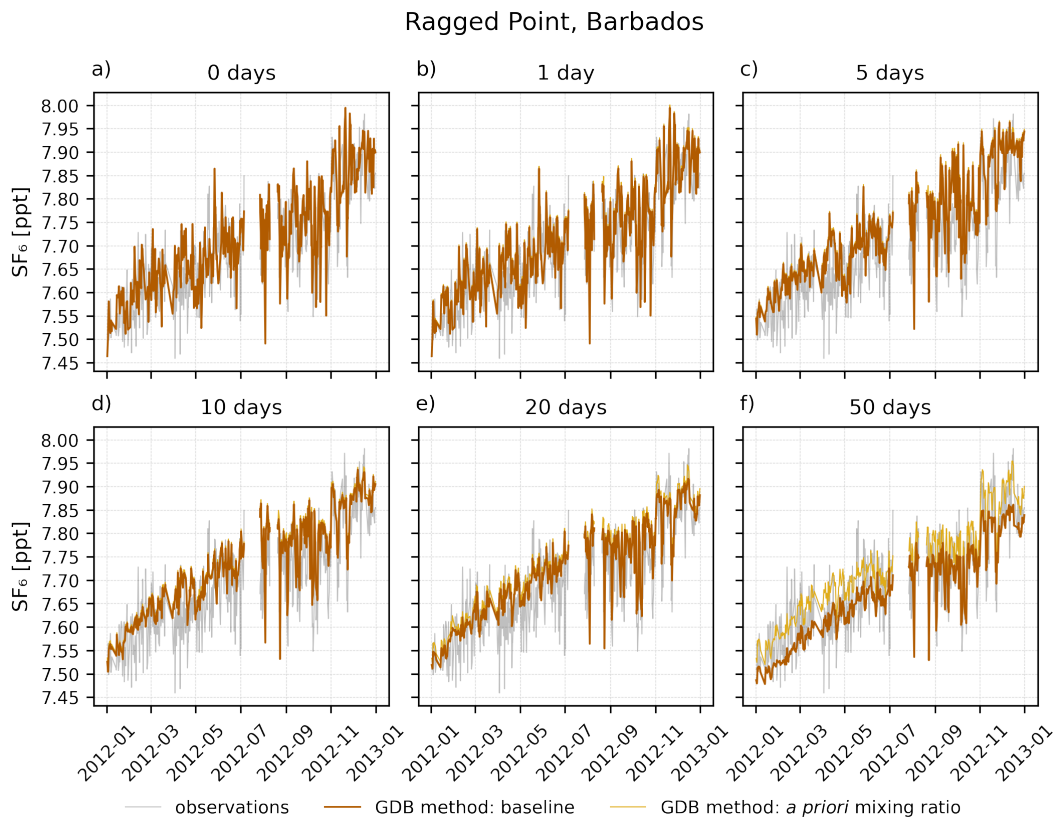 Ragged Point, Barbados
a) 0 days
b) 1 day
c) 5 days
SF₆ [ppt]
8.00
7.95
7.90
7.85
7.80
7.75
7.70
7.65
7.60
7.55
7.50
7.45
d) 10 days
e) 20 days
f) 50 days
SF₆ [ppt]
8.00
7.95
7.90
7.85
7.80
7.75
7.70
7.65
7.60
7.55
7.50
7.45
2012-01 2012-03 2012-05 2012-07 2012-09 2012-11 2013-01
2012-01 2012-03 2012-05 2012-07 2012-09 2012-11 2013-01
2012-01 2012-03 2012-05 2012-07 2012-09 2012-11 2013-01
observations GDB method: baseline GDB method: a priori mixing ratio